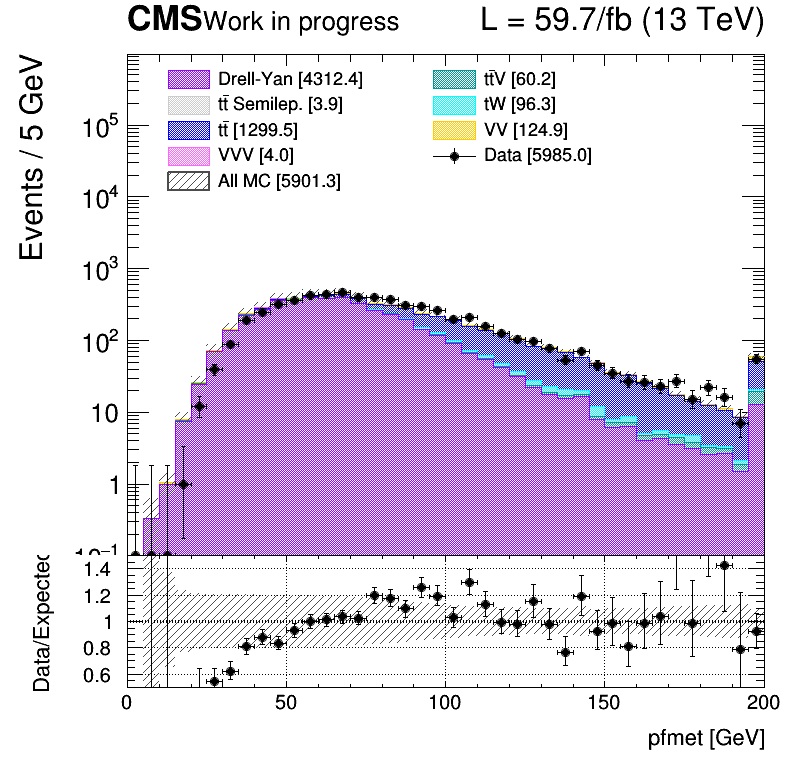 CMS Work in progress L = 59.7/fb (13 TeV)
Events / 5 GeV
Drell-Yan [4312.4]
tt̄ Semilep. [3.9]
tt̄ [1299.5]
VVV [4.0]
All MC [5901.3]
tt̄V [60.2]
tW [96.3]
VV [124.9]
Data [5985.0]
10⁵
10⁴
10³
10²
10
1
10⁻¹
Data/Expected
1.4
1.2
1
0.8
0.6
0 50 100 150 200
pfmet [GeV]